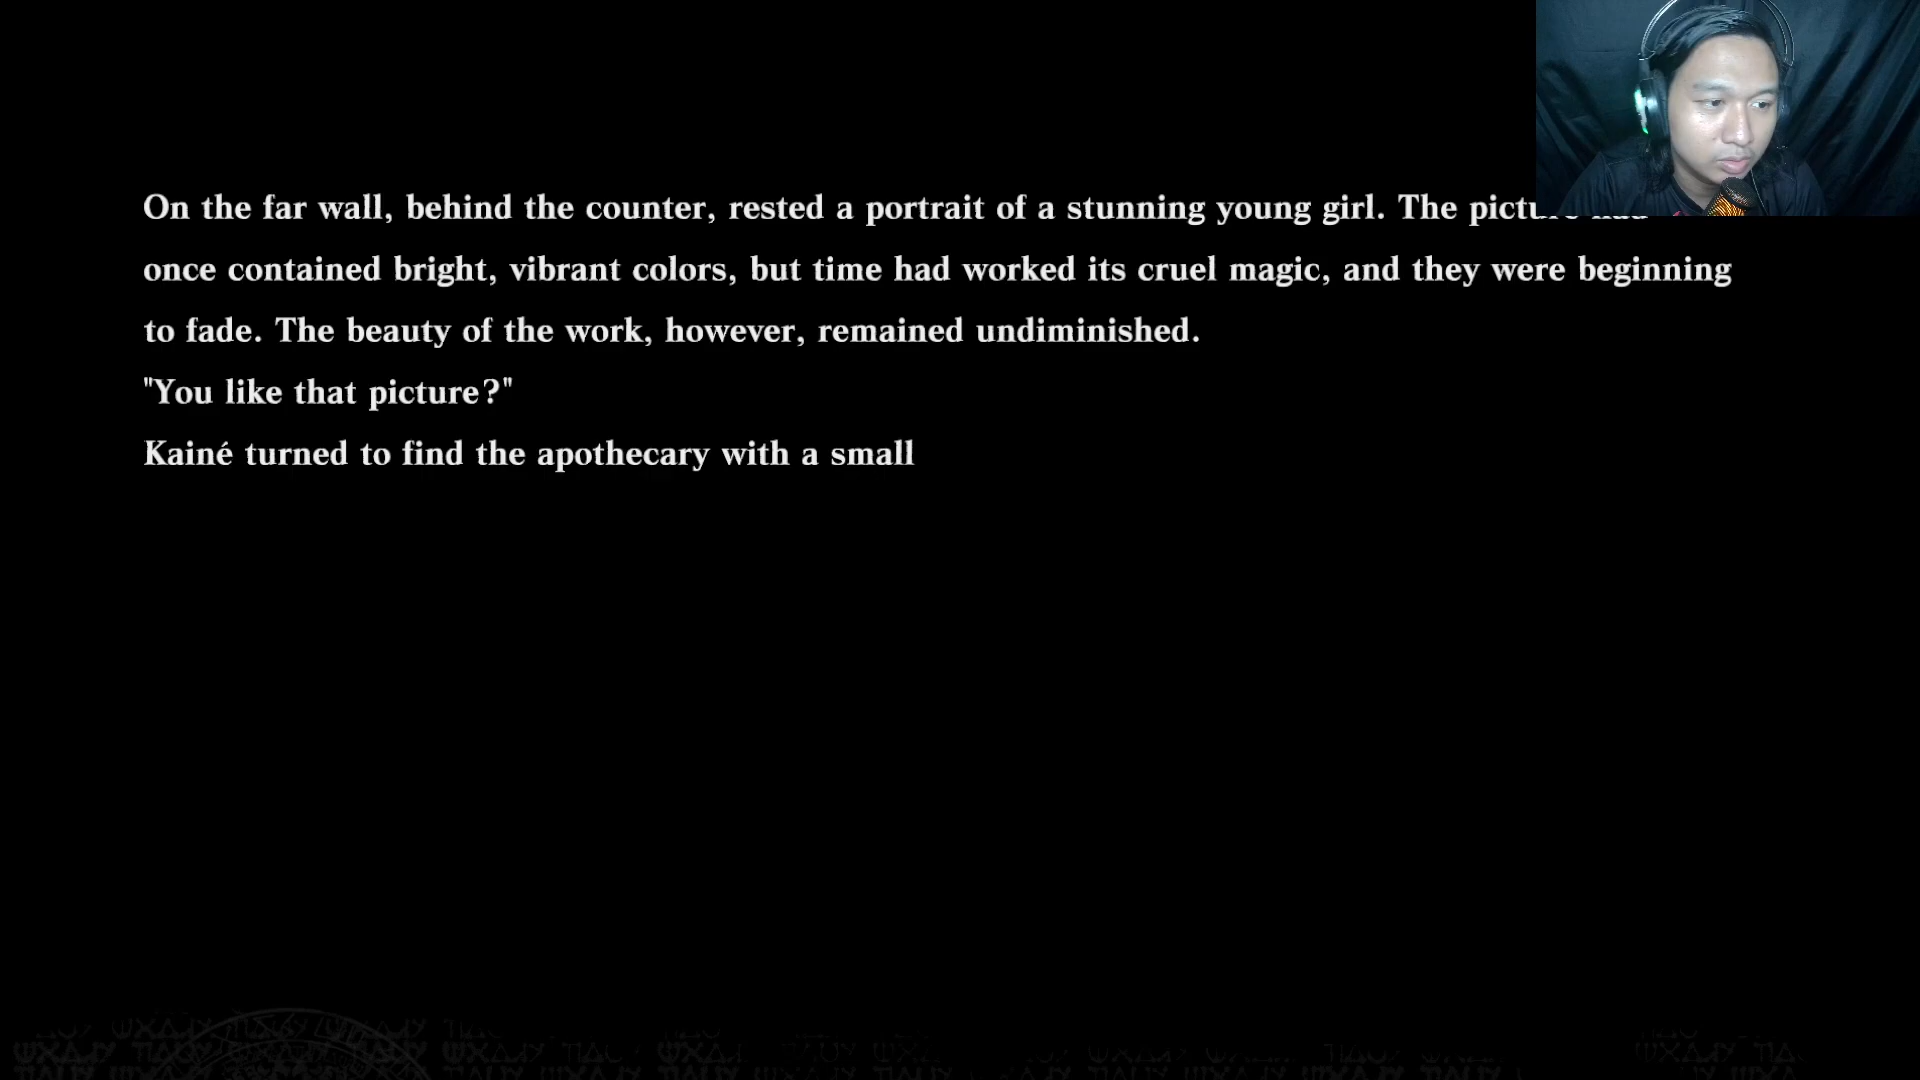 On the far wall, behind the counter, rested a portrait of a stunning young girl. The picture had
once contained bright, vibrant colors, but time had worked its cruel magic, and they were beginning
to fade. The beauty of the work, however, remained undiminished.
"You like that picture?"
Kainé turned to find the apothecary with a small